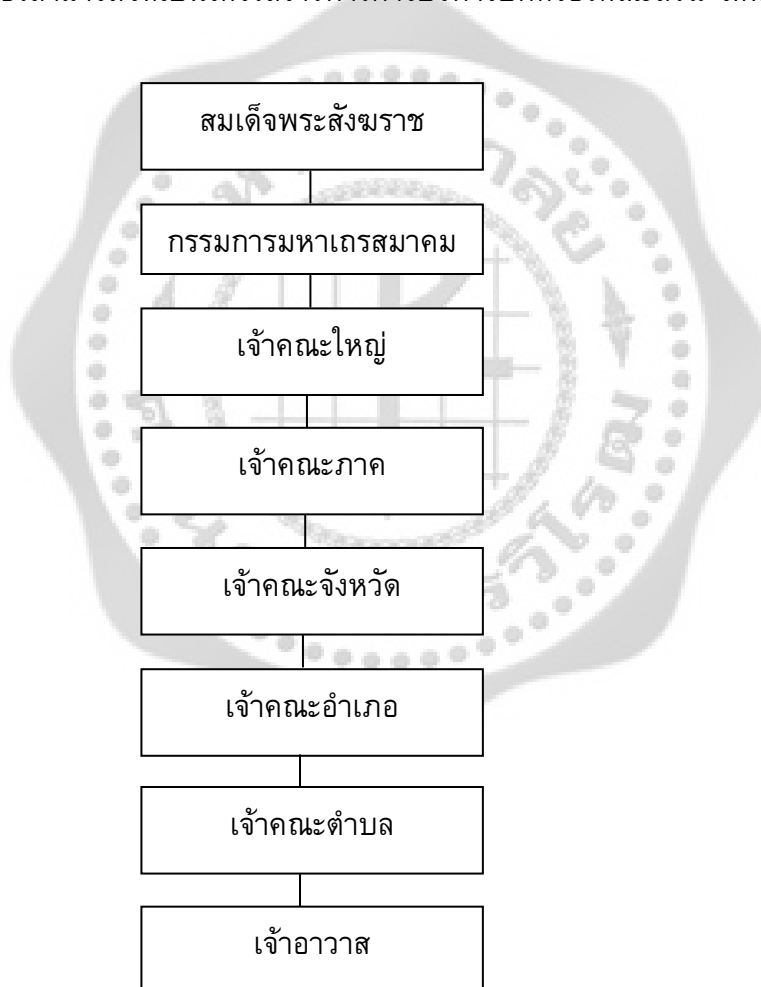 สมเด็จพระสังฆราช
กรรมการมหาเถรสมาคม
เจ้าคณะใหญ่
เจ้าคณะภาค
เจ้าคณะจังหวัด
เจ้าคณะอำเภอ
เจ้าคณะตำบล
เจ้าอาวาส